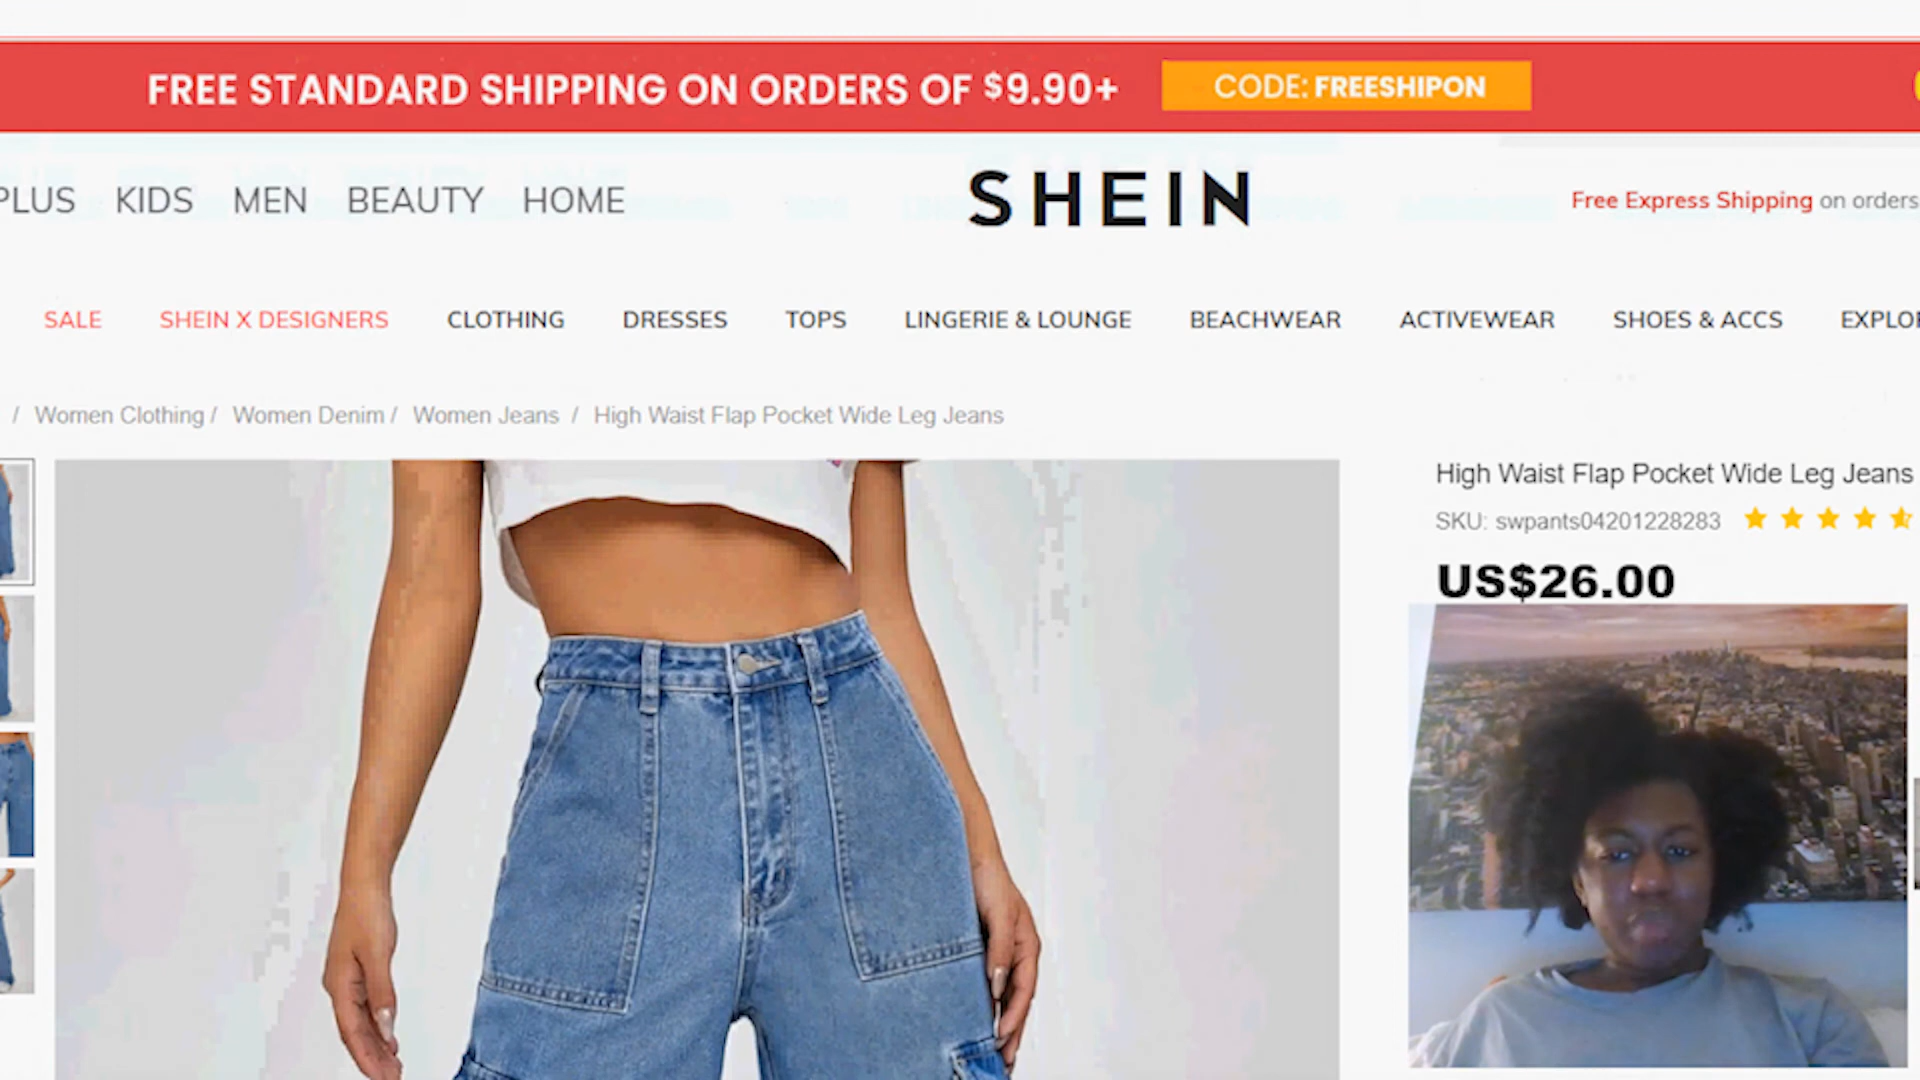 FREE STANDARD SHIPPING ON ORDERS OF $9.90+ CODE: FREESHIPON
PLUS KIDS MEN BEAUTY HOME SHEIN Free Express Shipping on orders
SALE SHEIN X DESIGNERS CLOTHING DRESSES TOPS LINGERIE & LOUNGE BEACHWEAR ACTIVEWEAR SHOES & ACCS EXPLOR
/ Women Clothing / Women Denim / Women Jeans / High Waist Flap Pocket Wide Leg Jeans
High Waist Flap Pocket Wide Leg Jeans
SKU: swpants04201228283
US$26.00